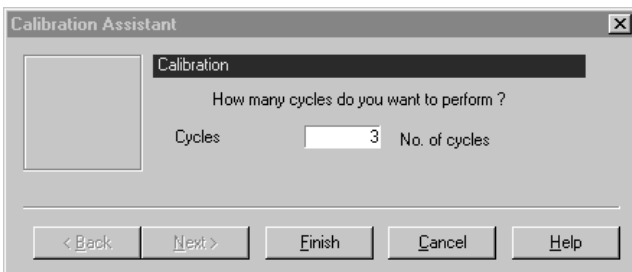 Calibration Assistant
Calibration
How many cycles do you want to perform ?
Cycles 3 No. of cycles
< Back Next > Finish Cancel Help